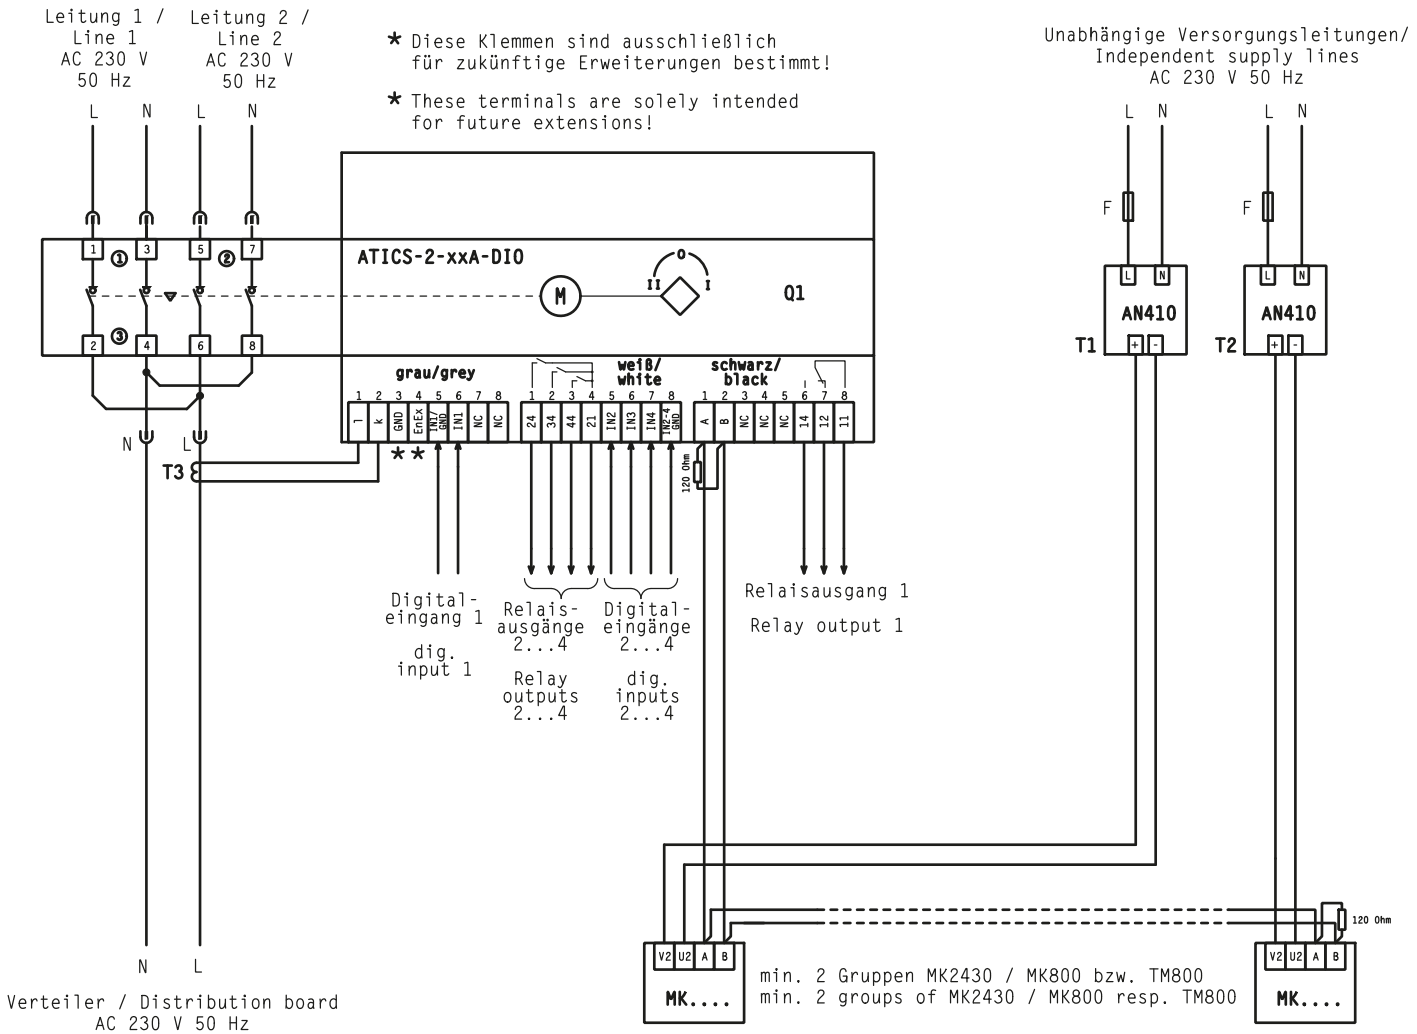 Leitung 1 /
Line 1
AC 230 V
50 Hz
Leitung 2 /
Line 2
AC 230 V
50 Hz
* Diese Klemmen sind ausschließlich
für zukünftige Erweiterungen bestimmt!
* These terminals are solely intended
for future extensions!
Unabhängige Versorgungsleitungen/
Independent supply lines
AC 230 V 50 Hz
L N L N
L N L N
F F
1 ① 3 5 ② 7
ATICS-2-xxA-DIO
M
II 0 I
Q1
2 ③ 4 6 8
L N
AN410
T1
+ -
L N
AN410
T2
+ -
grau/grey
weiß/
white
schwarz/
black
1 2 3 4 5 6 7 8
l k GND EnEx IN1/GND IN1 NC NC
* *
1 2 3 4 5 6 7 8
24 34 44 21 IN2 IN3 IN4 IN2-4 GND
1 2 3 4 5 6 7 8
A B NC NC NC 14 12 11
N L
T3
120 Ohm
Digital-
eingang 1
dig.
input 1
Relais-
ausgänge
2...4
Relay
outputs
2...4
Digital-
eingänge
2...4
dig.
inputs
2...4
Relaisausgang 1
Relay output 1
120 Ohm
V2 U2 A B
MK....
min. 2 Gruppen MK2430 / MK800 bzw. TM800
min. 2 groups of MK2430 / MK800 resp. TM800
V2 U2 A B
MK....
N L
Verteiler / Distribution board
AC 230 V 50 Hz